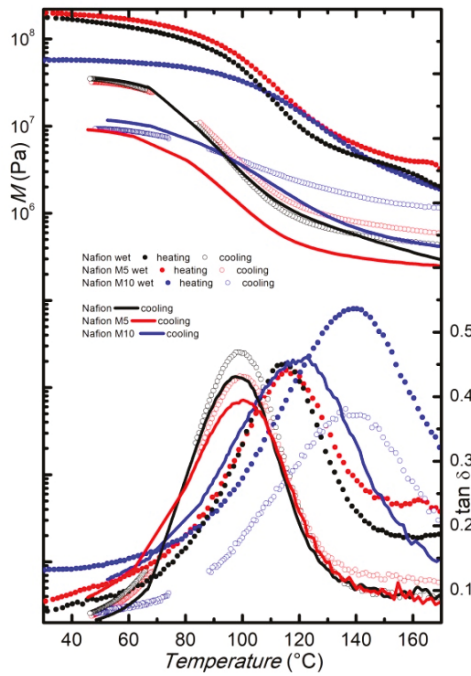 10⁸
10⁷
M (Pa)
10⁶
Nafion wet heating cooling
Nafion M5 wet heating cooling
Nafion M10 wet heating cooling
Nafion cooling
Nafion M5 cooling
Nafion M10 cooling
0.5
0.4
0.3
0.2
0.1
tan δ
40 60 80 100 120 140 160
Temperature (°C)